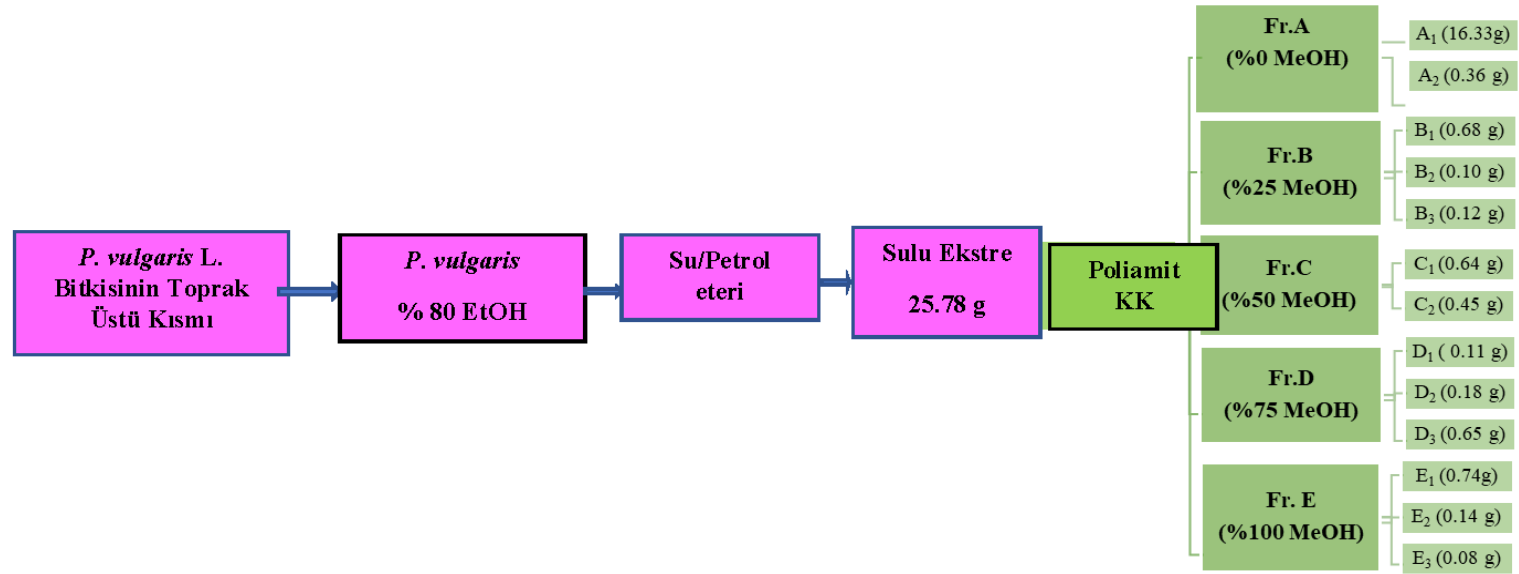 P. vulgaris L.
Bitkisinin Toprak
Üstü Kısmı
P. vulgaris
% 80 EtOH
Su/Petrol
eteri
Sulu Ekstre
25.78 g
Poliamit
KK
Fr.A
(%0 MeOH)
A₁ (16.33g)
A₂ (0.36 g)
Fr.B
(%25 MeOH)
B₁ (0.68 g)
B₂ (0.10 g)
B₃ (0.12 g)
Fr.C
(%50 MeOH)
C₁ (0.64 g)
C₂ (0.45 g)
Fr.D
(%75 MeOH)
D₁ ( 0.11 g)
D₂ (0.18 g)
D₃ (0.65 g)
Fr. E
(%100 MeOH)
E₁ (0.74g)
E₂ (0.14 g)
E₃ (0.08 g)